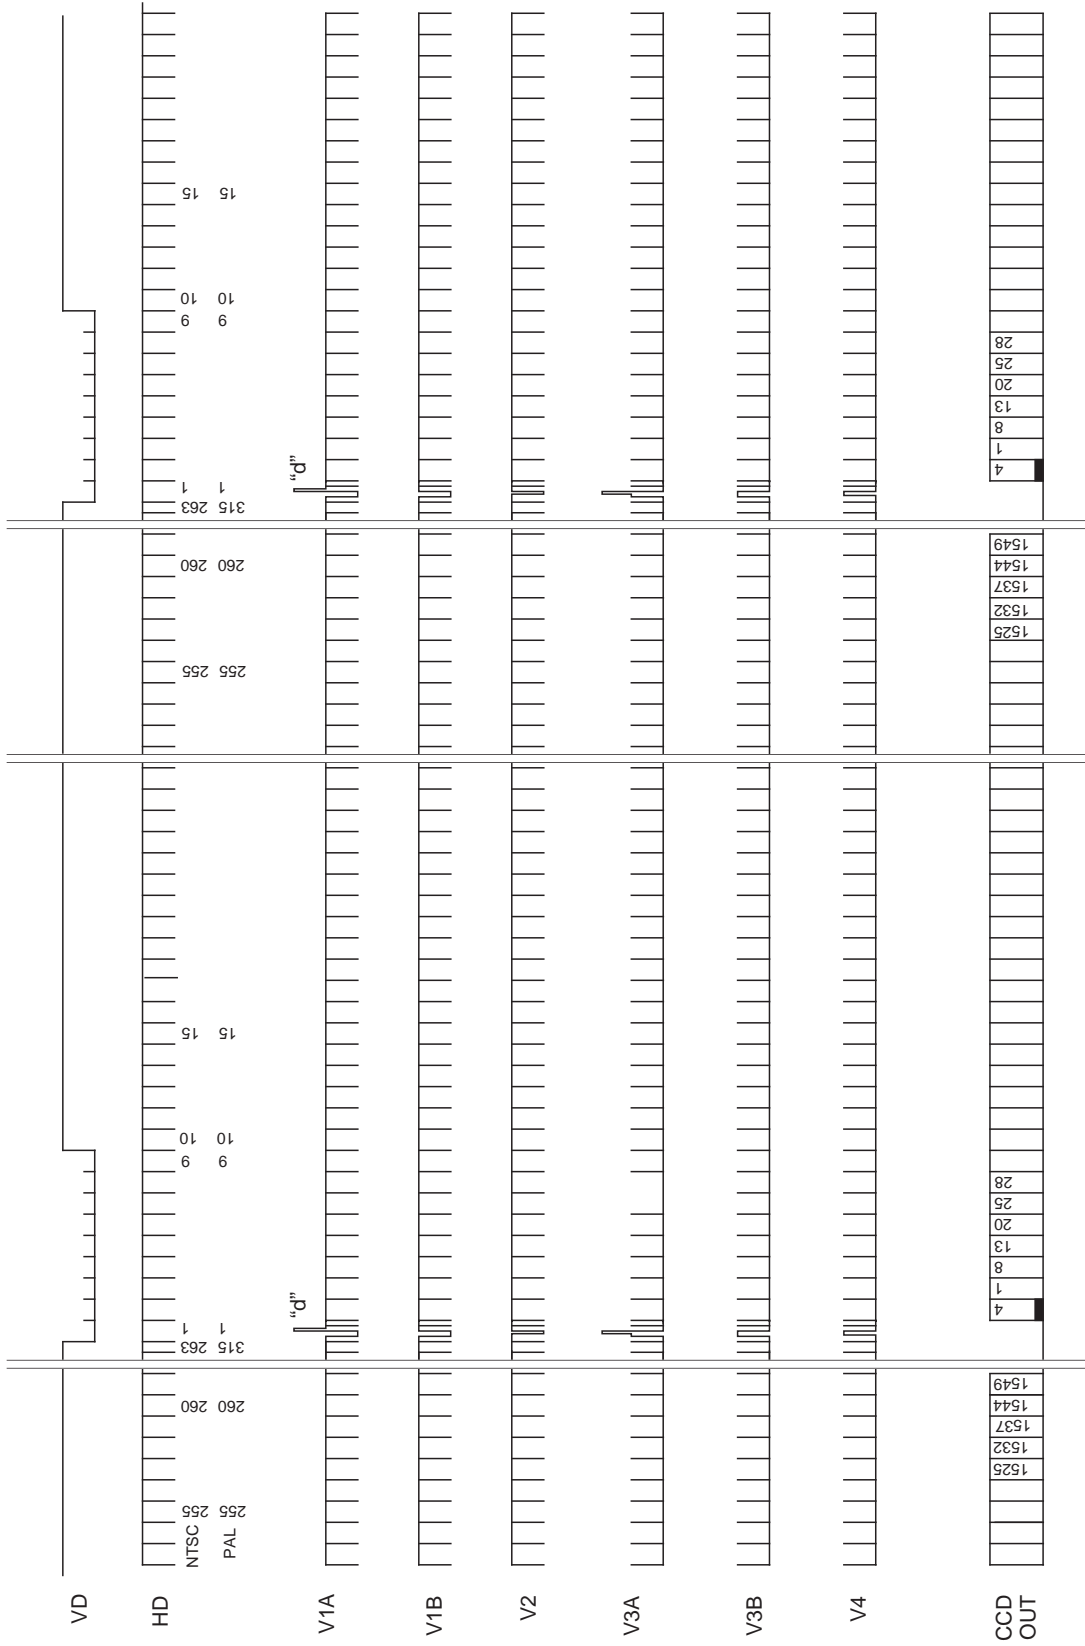 VD
HD
NTSC 255 260 263 1 9 10 15 255 260 263 1 9 10 15
PAL 255 260 315 1 9 10 15 255 260 315 1 9 10 15
“d” “d”
V1A
V1B
V2
V3A
V3B
V4
CCD
OUT
1525 1532 1537 1544 1549 4 1 8 13 20 25 28 1525 1532 1537 1544 1549 4 1 8 13 20 25 28